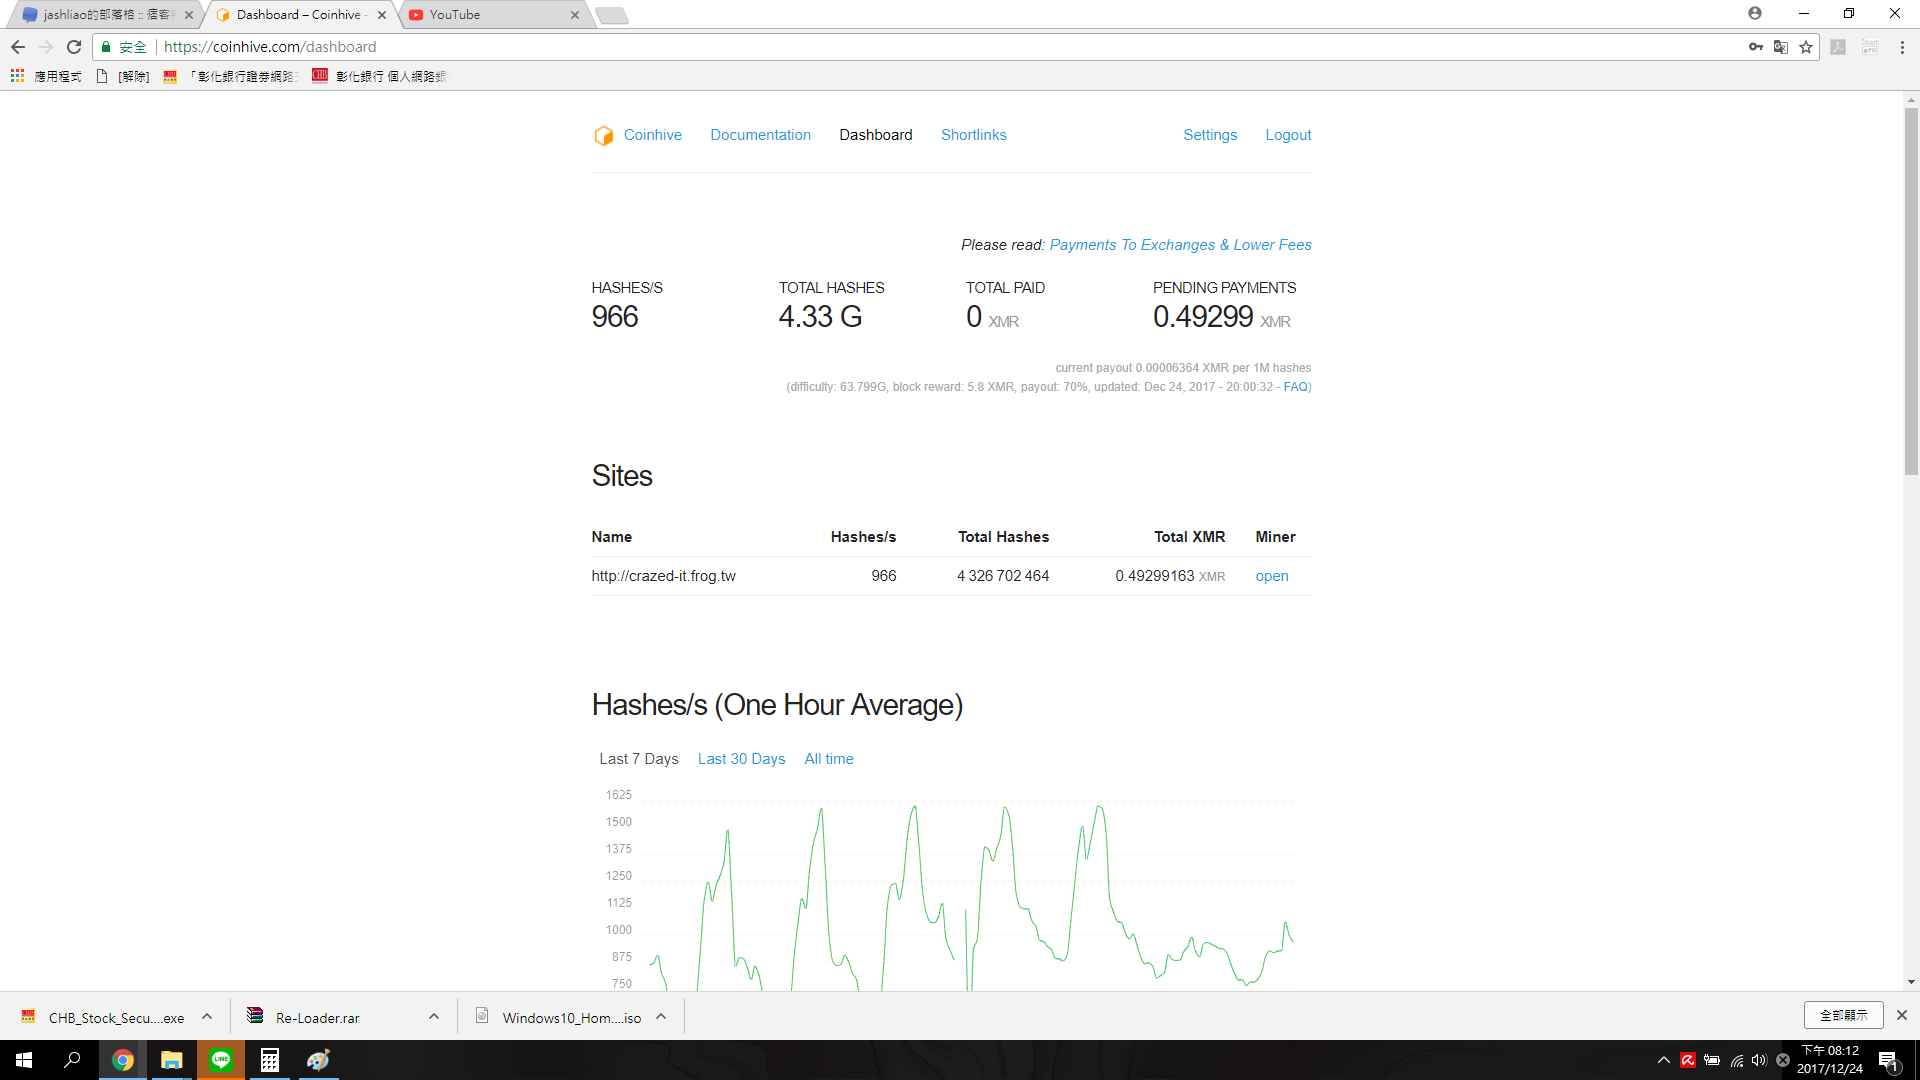 jashliao的部落格 :: 痞客
Dashboard – Coinhive -
YouTube
安全
https://coinhive.com/dashboard
應用程式
[解除]
「彰化銀行證券網路
CHB
彰化銀行 個人網路銀
Coinhive Documentation Dashboard Shortlinks Settings Logout
Please read: Payments To Exchanges & Lower Fees
HASHES/S TOTAL HASHES TOTAL PAID PENDING PAYMENTS
966 4.33 G 0 XMR 0.49299 XMR
current payout 0.00006364 XMR per 1M hashes
(difficulty: 63.799G, block reward: 5.8 XMR, payout: 70%, updated: Dec 24, 2017 - 20:00:32 - FAQ)
Sites
Name Hashes/s Total Hashes Total XMR Miner
http://crazed-it.frog.tw 966 4 326 702 464 0.49299163 XMR open
Hashes/s (One Hour Average)
Last 7 Days Last 30 Days All time
1625
1500
1375
1250
1125
1000
875
750
CHB_Stock_Secu....exe
Re-Loader.rar
Windows10_Hom....iso
全部顯示
LINE
下午 08:12
2017/12/24
1